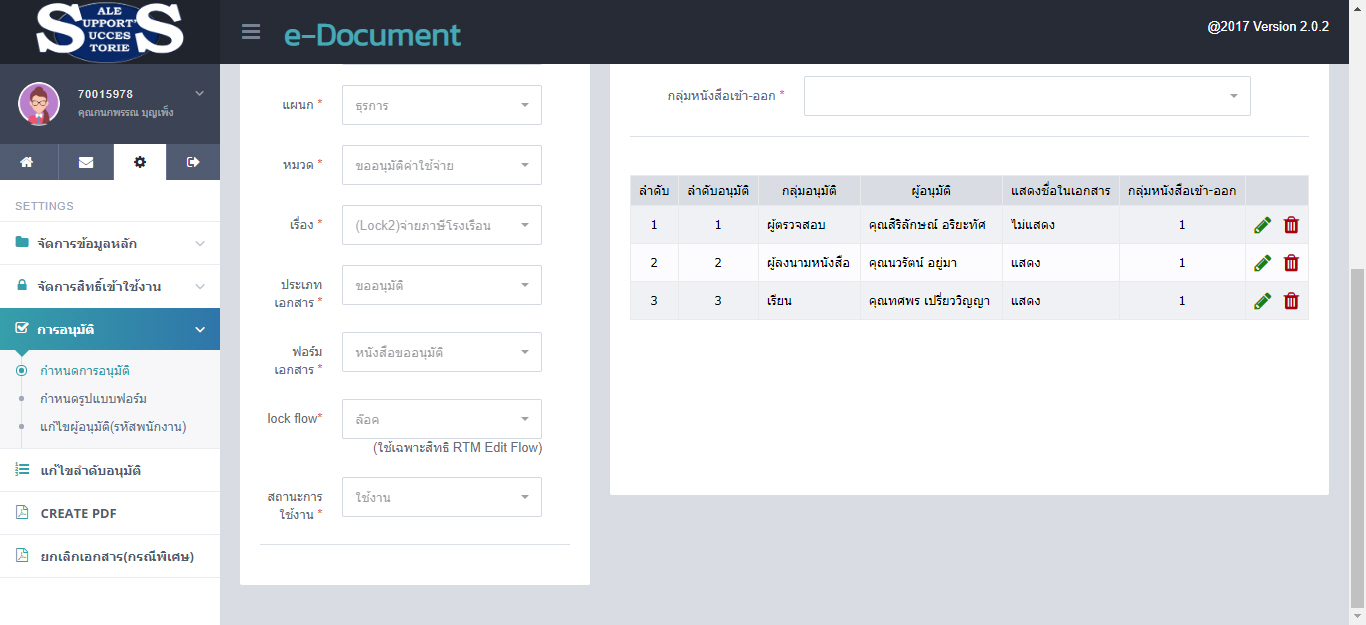 ALE
UPPORT'
UCCES
TORIE
S S
e-Document
@2017 Version 2.0.2
70015978
คุณกนกพรรณ บุญเพ็ง
SETTINGS
จัดการข้อมูลหลัก
จัดการสิทธิ์เข้าใช้งาน
การอนุมัติ
กำหนดการอนุมัติ
กำหนดรูปแบบฟอร์ม
แก้ไขผู้อนุมัติ(รหัสพนักงาน)
แก้ไขลำดับอนุมัติ
CREATE PDF
ยกเลิกเอกสาร(กรณีพิเศษ)
แผนก * ธุรการ
หมวด * ขออนุมัติค่าใช้จ่าย
เรื่อง * (Lock2)จ่ายภาษีโรงเรือน
ประเภท
เอกสาร * ขออนุมัติ
ฟอร์ม
เอกสาร * หนังสือขออนุมัติ
lock flow* ล๊อค
(ใช้เฉพาะสิทธิ RTM Edit Flow)
สถานะการ
ใช้งาน * ใช้งาน
กลุ่มหนังสือเข้า-ออก *
ลำดับ ลำดับอนุมัติ กลุ่มอนุมัติ ผู้อนุมัติ แสดงชื่อในเอกสาร กลุ่มหนังสือเข้า-ออก
1 1 ผู้ตรวจสอบ คุณสิริลักษณ์ อริยะทัศ ไม่แสดง 1
2 2 ผู้ลงนามหนังสือ คุณนวรัตน์ อยู่มา แสดง 1
3 3 เรียน คุณทศพร เปรี่ยววิญญา แสดง 1